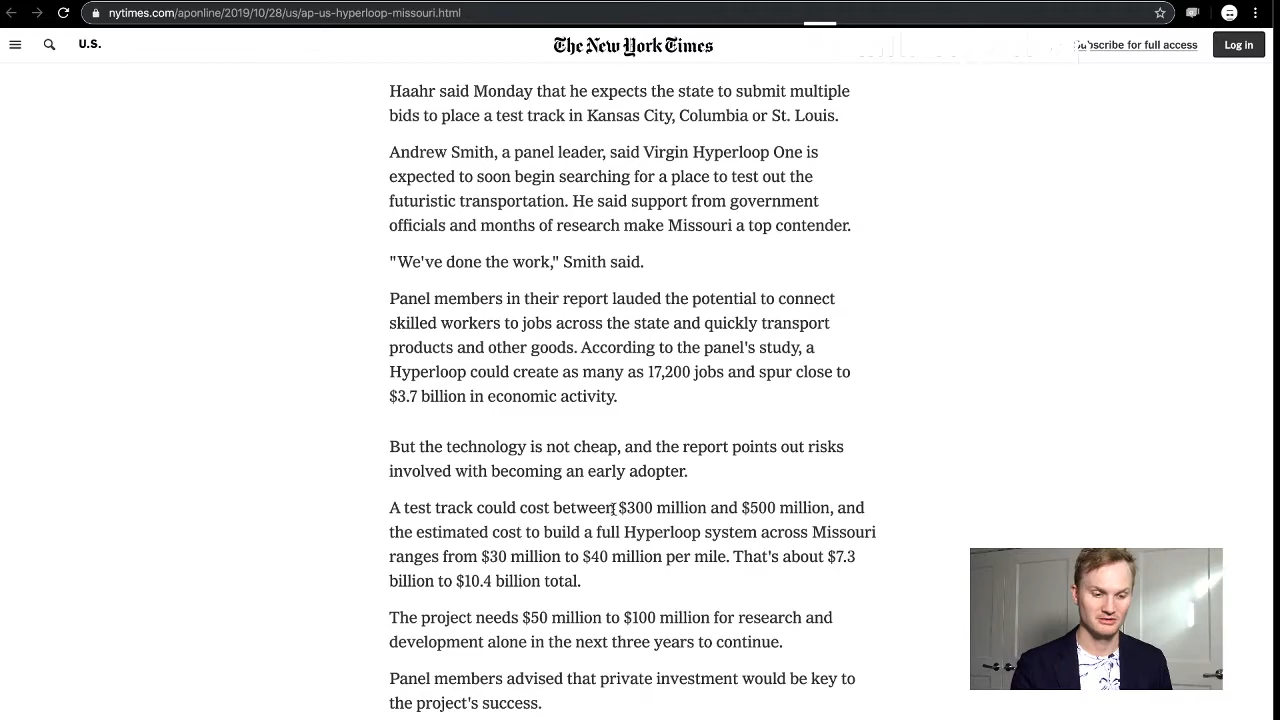 nytimes.com/aponline/2019/10/28/us/ap-us-hyperloop-missouri.html
U.S.
The New York Times
ubscribe for full access
Log in
Haahr said Monday that he expects the state to submit multiple
bids to place a test track in Kansas City, Columbia or St. Louis.
Andrew Smith, a panel leader, said Virgin Hyperloop One is
expected to soon begin searching for a place to test out the
futuristic transportation. He said support from government
officials and months of research make Missouri a top contender.
"We've done the work," Smith said.
Panel members in their report lauded the potential to connect
skilled workers to jobs across the state and quickly transport
products and other goods. According to the panel's study, a
Hyperloop could create as many as 17,200 jobs and spur close to
$3.7 billion in economic activity.
But the technology is not cheap, and the report points out risks
involved with becoming an early adopter.
A test track could cost between $300 million and $500 million, and
the estimated cost to build a full Hyperloop system across Missouri
ranges from $30 million to $40 million per mile. That's about $7.3
billion to $10.4 billion total.
The project needs $50 million to $100 million for research and
development alone in the next three years to continue.
Panel members advised that private investment would be key to
the project's success.